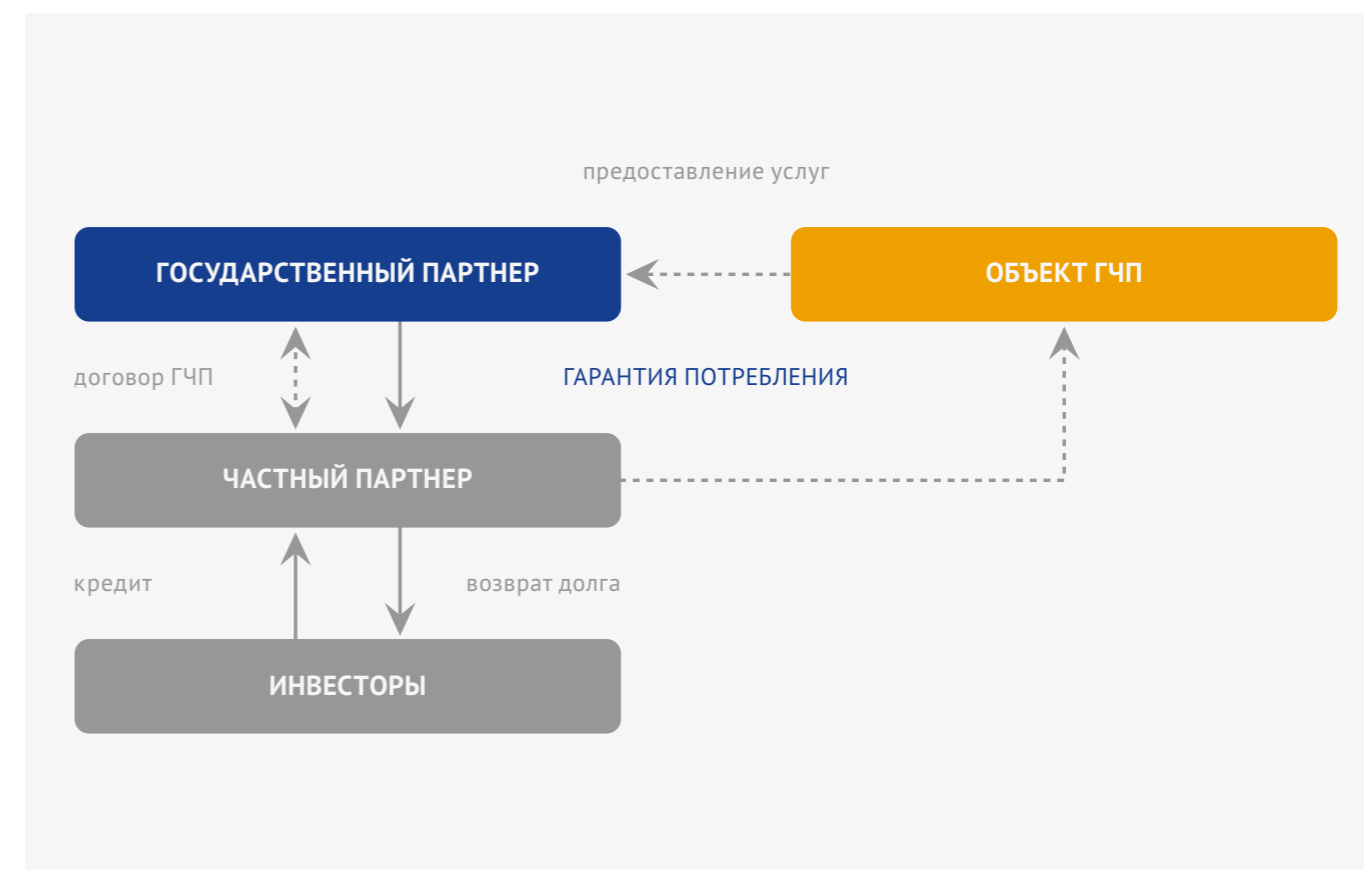 предоставление услуг
ГОСУДАРСТВЕННЫЙ ПАРТНЕР
ОБЪЕКТ ГЧП
договор ГЧП
ГАРАНТИЯ ПОТРЕБЛЕНИЯ
ЧАСТНЫЙ ПАРТНЕР
кредит
возврат долга
ИНВЕСТОРЫ